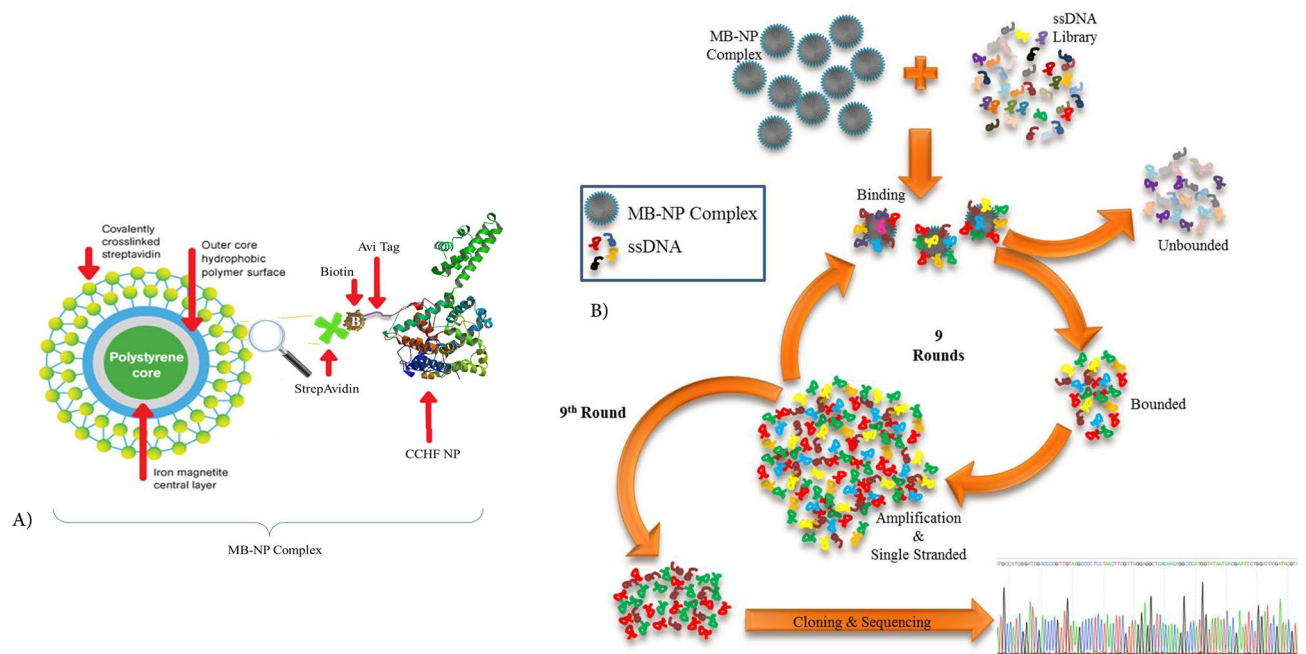 Covalently
crosslinked
streptavidin
Outer core
hydrophobic
polymer surface
Biotin
Avi Tag
B
Polystyrene
core
StrepAvidin
CCHF NP
Iron magnetite
central layer
A)
MB-NP Complex
MB-NP
Complex
ssDNA
Library
MB-NP Complex
ssDNA
B)
Binding
Unbounded
9
Rounds
Bounded
9th Round
Amplification
&
Single Stranded
Cloning & Sequencing